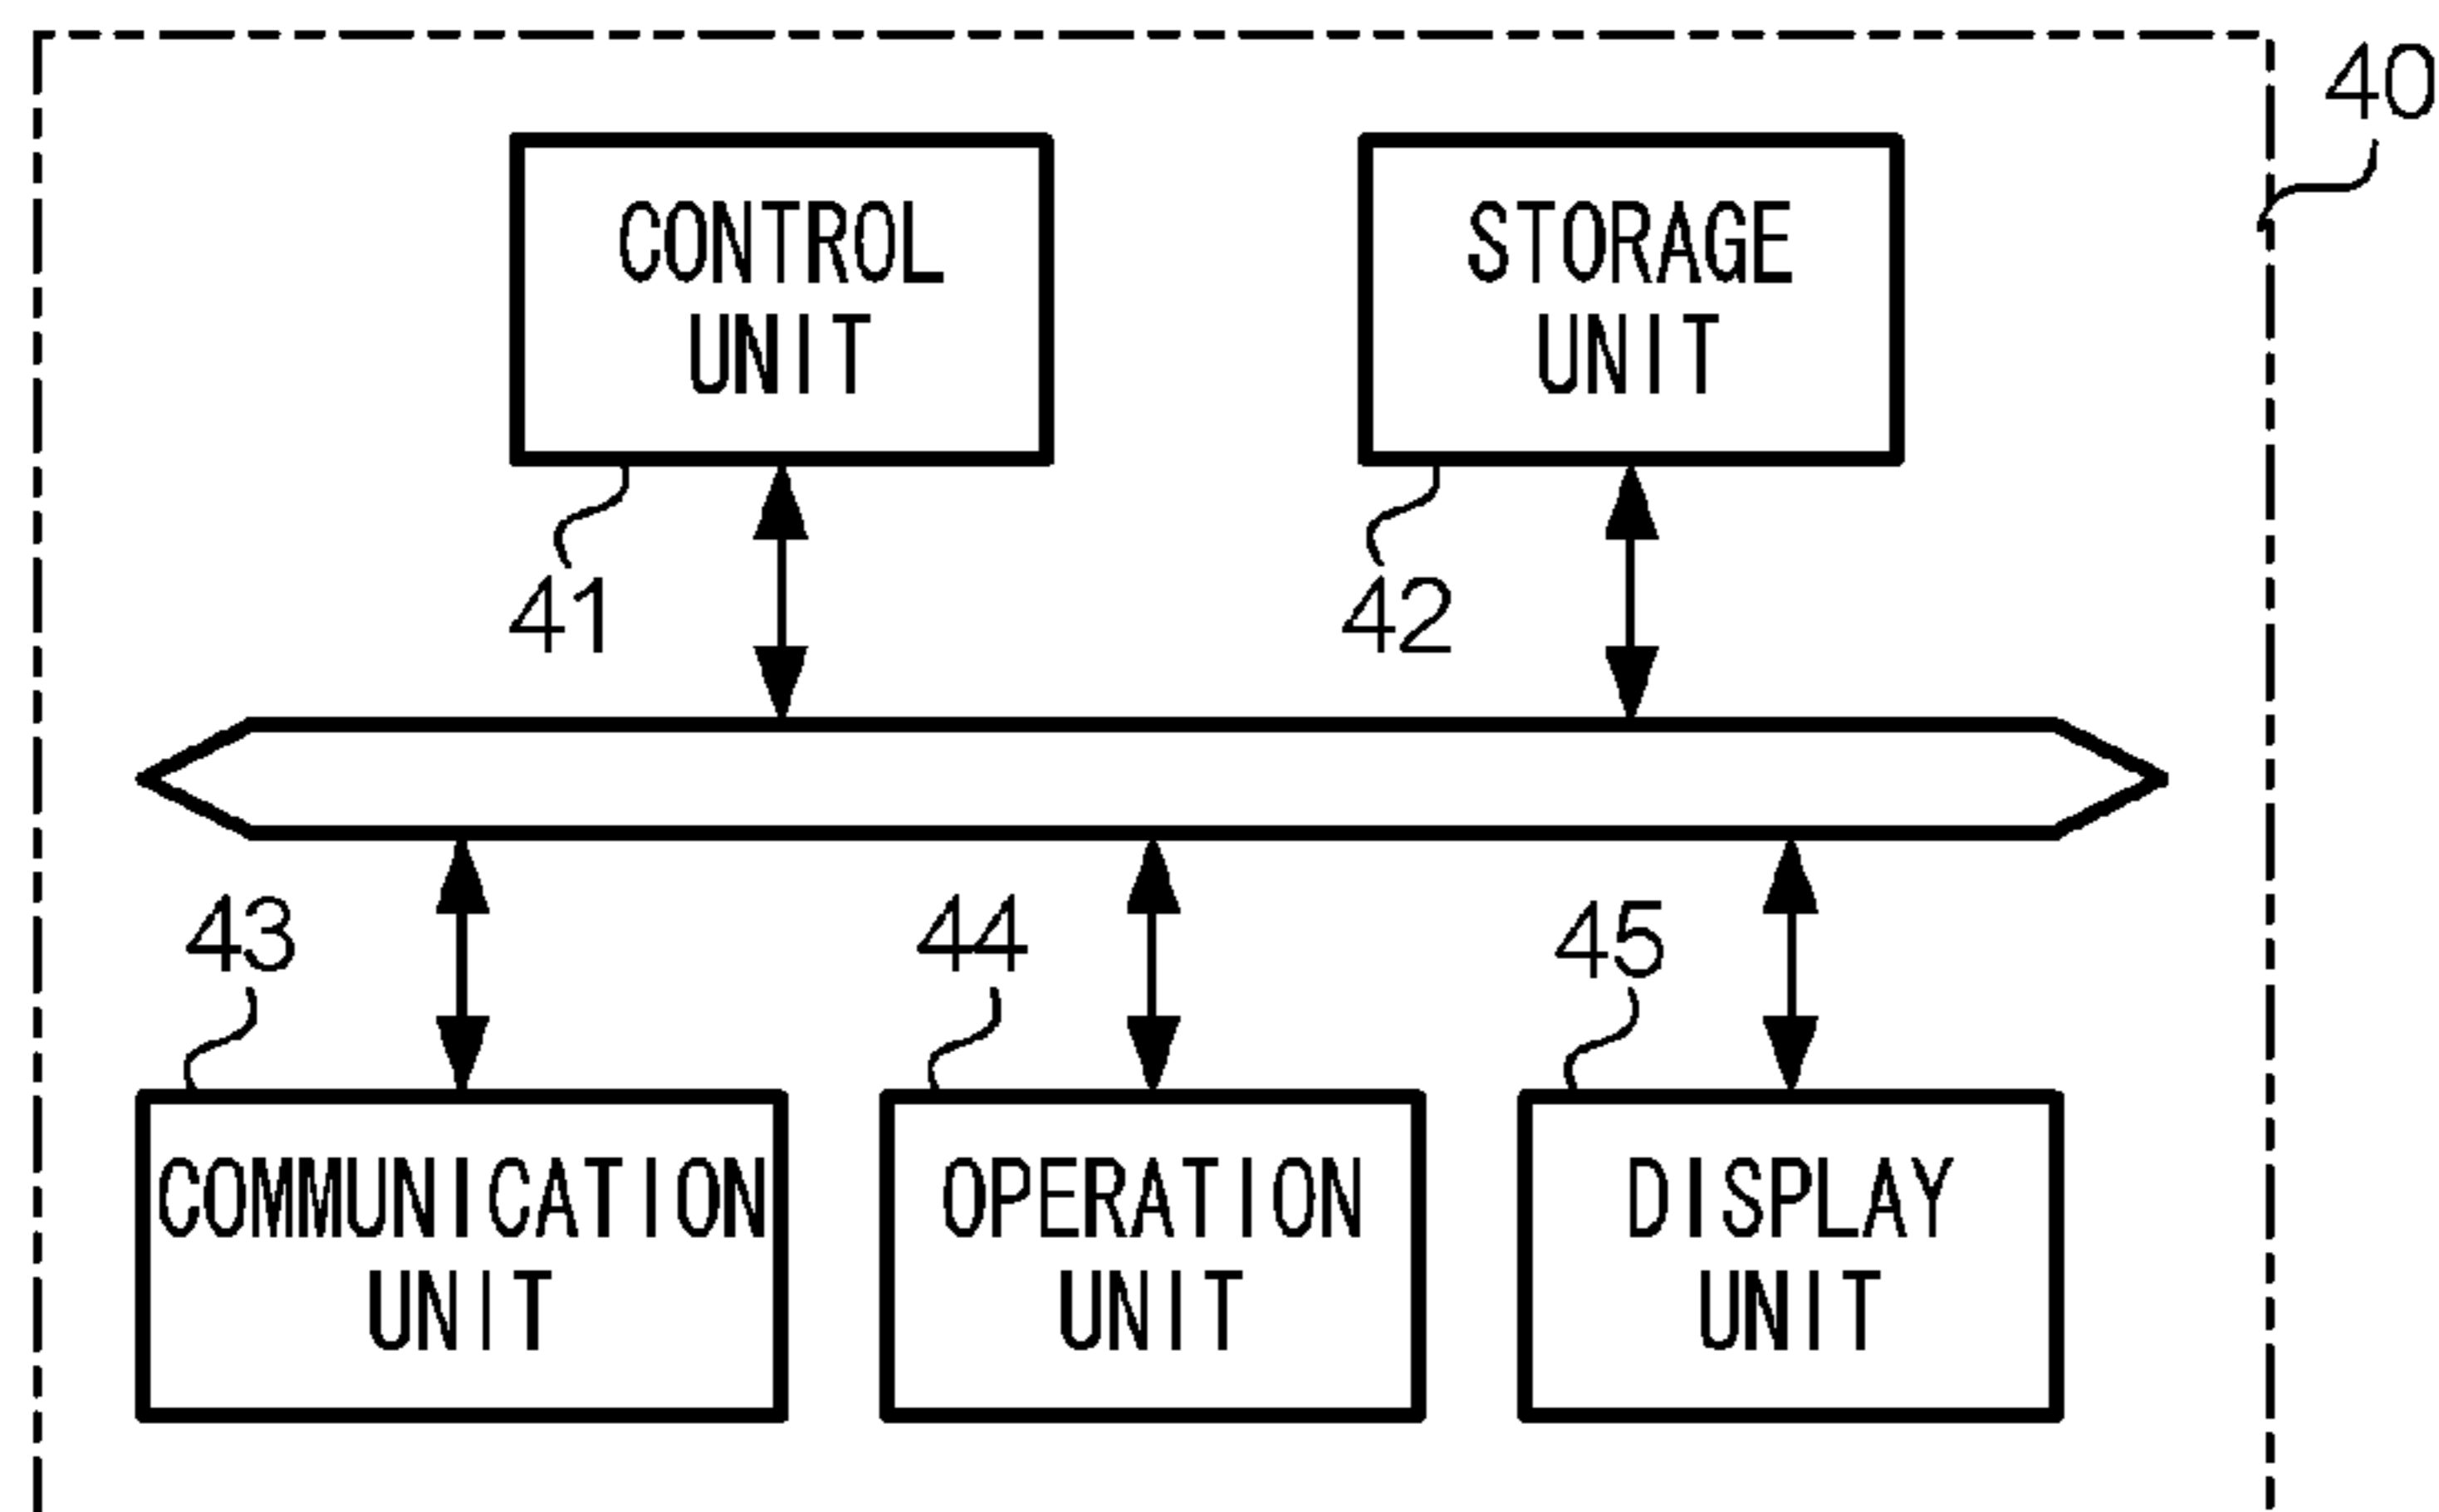 40
CONTROL
UNIT
STORAGE
UNIT
41
42
43
44
45
COMMUNICATION
UNIT
OPERATION
UNIT
DISPLAY
UNIT